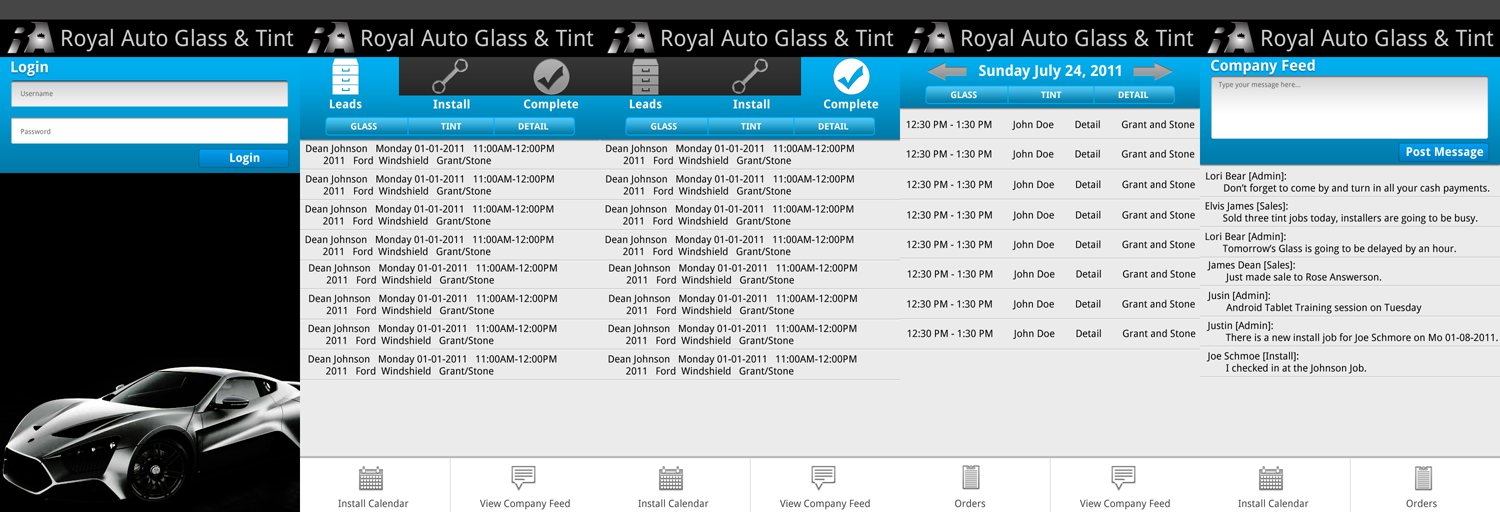 Royal Auto Glass & Tint
Login
Username
Password
Login
Royal Auto Glass & Tint
Leads
Install
Complete
GLASS
TINT
DETAIL
Dean Johnson Monday 01-01-2011 11:00AM-12:00PM
2011 Ford Windshield Grant/Stone
Dean Johnson Monday 01-01-2011 11:00AM-12:00PM
2011 Ford Windshield Grant/Stone
Dean Johnson Monday 01-01-2011 11:00AM-12:00PM
2011 Ford Windshield Grant/Stone
Dean Johnson Monday 01-01-2011 11:00AM-12:00PM
2011 Ford Windshield Grant/Stone
Dean Johnson Monday 01-01-2011 11:00AM-12:00PM
2011 Ford Windshield Grant/Stone
Dean Johnson Monday 01-01-2011 11:00AM-12:00PM
2011 Ford Windshield Grant/Stone
Dean Johnson Monday 01-01-2011 11:00AM-12:00PM
2011 Ford Windshield Grant/Stone
Dean Johnson Monday 01-01-2011 11:00AM-12:00PM
2011 Ford Windshield Grant/Stone
Install Calendar
View Company Feed
Royal Auto Glass & Tint
Leads
Install
Complete
GLASS
TINT
DETAIL
Dean Johnson Monday 01-01-2011 11:00AM-12:00PM
2011 Ford Windshield Grant/Stone
Dean Johnson Monday 01-01-2011 11:00AM-12:00PM
2011 Ford Windshield Grant/Stone
Dean Johnson Monday 01-01-2011 11:00AM-12:00PM
2011 Ford Windshield Grant/Stone
Dean Johnson Monday 01-01-2011 11:00AM-12:00PM
2011 Ford Windshield Grant/Stone
Dean Johnson Monday 01-01-2011 11:00AM-12:00PM
2011 Ford Windshield Grant/Stone
Dean Johnson Monday 01-01-2011 11:00AM-12:00PM
2011 Ford Windshield Grant/Stone
Dean Johnson Monday 01-01-2011 11:00AM-12:00PM
2011 Ford Windshield Grant/Stone
Dean Johnson Monday 01-01-2011 11:00AM-12:00PM
2011 Ford Windshield Grant/Stone
Install Calendar
View Company Feed
Royal Auto Glass & Tint
Sunday July 24, 2011
GLASS
TINT
DETAIL
12:30 PM - 1:30 PM John Doe Detail Grant and Stone
12:30 PM - 1:30 PM John Doe Detail Grant and Stone
12:30 PM - 1:30 PM John Doe Detail Grant and Stone
12:30 PM - 1:30 PM John Doe Detail Grant and Stone
12:30 PM - 1:30 PM John Doe Detail Grant and Stone
12:30 PM - 1:30 PM John Doe Detail Grant and Stone
12:30 PM - 1:30 PM John Doe Detail Grant and Stone
12:30 PM - 1:30 PM John Doe Detail Grant and Stone
Orders
View Company Feed
Royal Auto Glass & Tint
Company Feed
Type your message here...
Post Message
Lori Bear [Admin]:
Don't forget to come by and turn in all your cash payments.
Elvis James [Sales]:
Sold three tint jobs today, installers are going to be busy.
Lori Bear [Admin]:
Tomorrow's Glass is going to be delayed by an hour.
James Dean [Sales]:
Just made sale to Rose Answerson.
Jusin [Admin]:
Android Tablet Training session on Tuesday
Justin [Admin]:
There is a new install job for Joe Schmore on Mo 01-08-2011.
Joe Schmoe [Install]:
I checked in at the Johnson Job.
Install Calendar
Orders